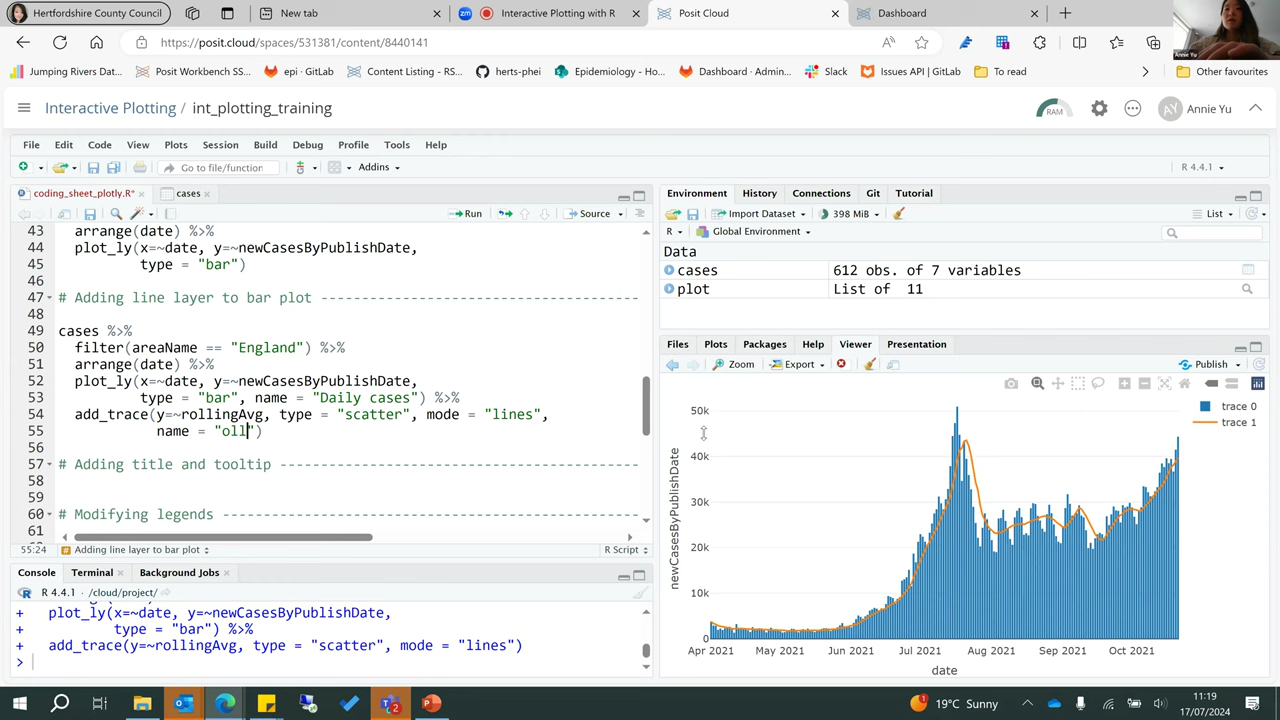 Hertfordshire County Council
New tab
zm
Interactive Plotting with R
Posit Cloud
Dashboard
https://posit.cloud/spaces/531381/content/8440141
Annie Yu
Jumping Rivers Dat...
Posit Workbench SS...
epi · GitLab
Content Listing - RS...
herts-phei
Epidemiology - Ho...
Dashboard · Admin...
Slack
Issues API | GitLab
To read
Other favourites
Interactive Plotting / int_plotting_training
RAM
AY Annie Yu
File Edit Code View Plots Session Build Debug Profile Tools Help
Go to file/function
Addins
R 4.4.1
coding_sheet_plotly.R*
cases
Run
Source
43 arrange(date) %>%
44 plot_ly(x=~date, y=~newCasesByPublishDate,
45 type = "bar")
46
47 # Adding line layer to bar plot -----------------------------------
48
49 cases %>%
50 filter(areaName == "England") %>%
51 arrange(date) %>%
52 plot_ly(x=~date, y=~newCasesByPublishDate,
53 type = "bar", name = "Daily cases") %>%
54 add_trace(y=~rollingAvg, type = "scatter", mode = "lines",
55 name = "oll")
56
57 # Adding title and tooltip ---------------------------------------
58
59
60 # Modifying legends ----------------------------------------------
61
55:24 Adding line layer to bar plot R Script
Console Terminal Background Jobs
R 4.4.1 · /cloud/project/
+ plot_ly(x=~date, y=~newCasesByPublishDate,
+ type = "bar") %>%
+ add_trace(y=~rollingAvg, type = "scatter", mode = "lines")
>
Environment History Connections Git Tutorial
Import Dataset 398 MiB List
R Global Environment
Data
cases 612 obs. of 7 variables
plot List of 11
Files Plots Packages Help Viewer Presentation
Zoom Export Publish
trace 0
trace 1
50k
40k
30k
20k
10k
0
newCasesByPublishDate
Apr 2021 May 2021 Jun 2021 Jul 2021 Aug 2021 Sep 2021 Oct 2021
date
1
19°C Sunny
11:19
17/07/2024